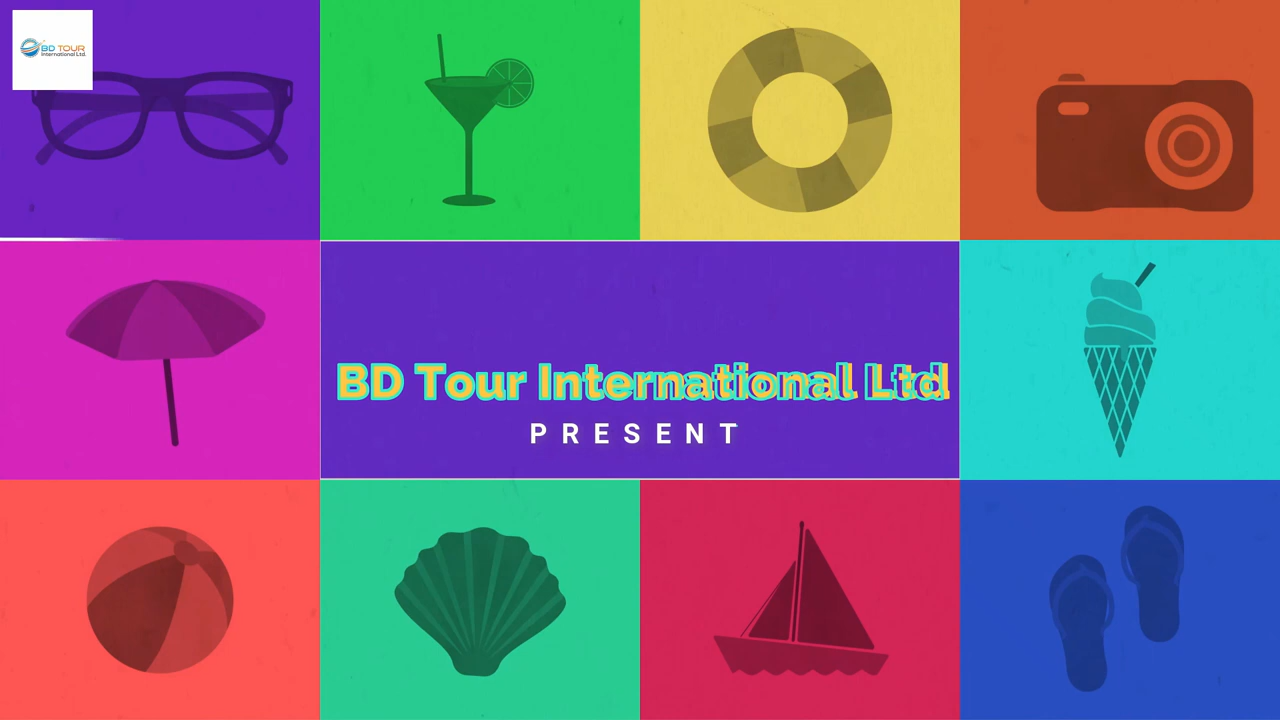 BD TOUR
International Ltd.
BD Tour International Ltd.
PRESENT